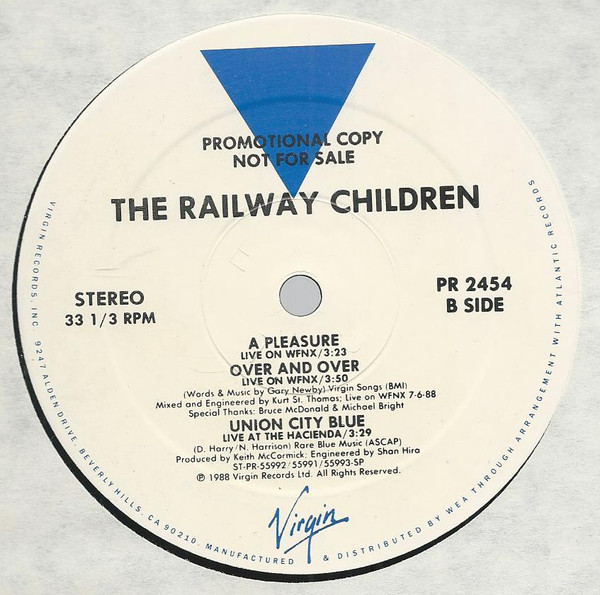 PROMOTIONAL COPY
NOT FOR SALE
THE RAILWAY CHILDREN
STEREO
33 1/3 RPM
PR 2454
B SIDE
A PLEASURE
LIVE ON WFNX/3:23
OVER AND OVER
LIVE ON WFNX/3:50
(Words & Music by Gary Newby) Virgin Songs (BMI)
Mixed and Engineered by Kurt St. Thomas; Live on WFNX 7-6-88
Special Thanks: Bruce McDonald & Michael Bright
UNION CITY BLUE
LIVE AT THE HACIENDA/3:29
(D. Harry/N. Harrison) Rare Blue Music (ASCAP)
Produced by Keith McCormick; Engineered by Shan Hira
ST-PR-55992/55991/55993-SP
℗ 1988 Virgin Records Ltd. All Rights Reserved.
Virgin
VIRGIN RECORDS, INC. 9247 ALDEN DRIVE, BEVERLY HILLS, CA 90210. MANUFACTURED & DISTRIBUTED BY WEA THROUGH ARRANGEMENT WITH ATLANTIC RECORDS